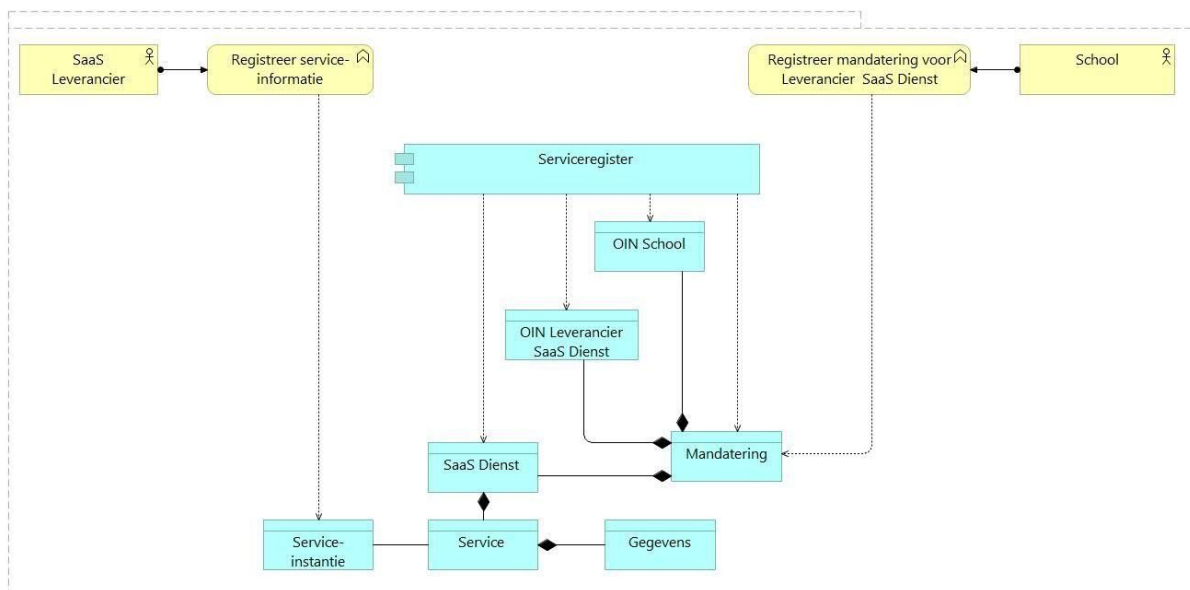 SaaS
Leverancier
Registreer service-
informatie
Registreer mandatering voor
Leverancier SaaS Dienst
School
Serviceregister
OIN School
OIN Leverancier
SaaS Dienst
Mandatering
SaaS Dienst
Service-
instantie
Service
Gegevens